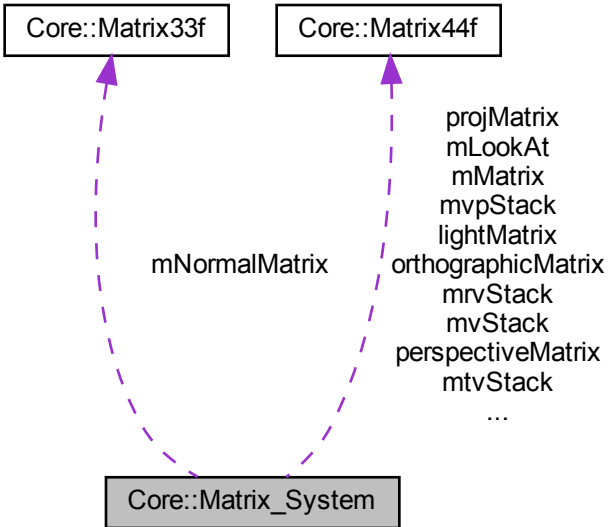 Core::Matrix33f
Core::Matrix44f
projMatrix
mLookAt
mMatrix
mvpStack
lightMatrix
mNormalMatrix
orthographicMatrix
mrvStack
mvStack
perspectiveMatrix
mtvStack
...
Core::Matrix_System